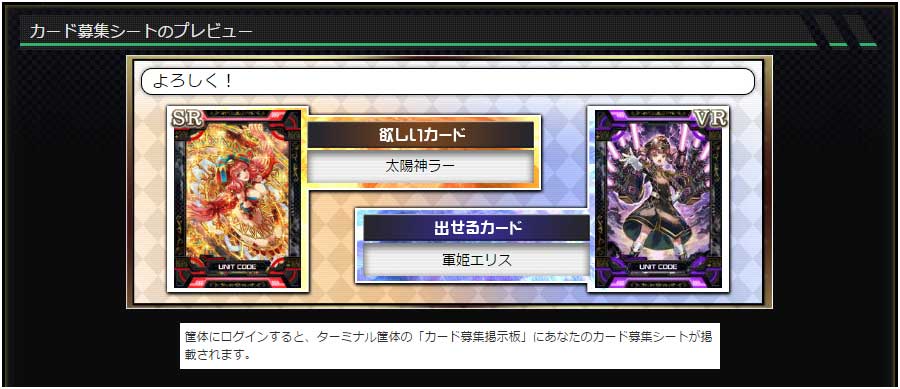 カード募集シートのプレビュー
よろしく！
SR
VR
欲しいカード
太陽神ラー
出せるカード
軍姫エリス
UNIT CODE
UNIT CODE
筐体にログインすると、ターミナル筐体の「カード募集掲示板」にあなたのカード募集シートが掲
載されます。